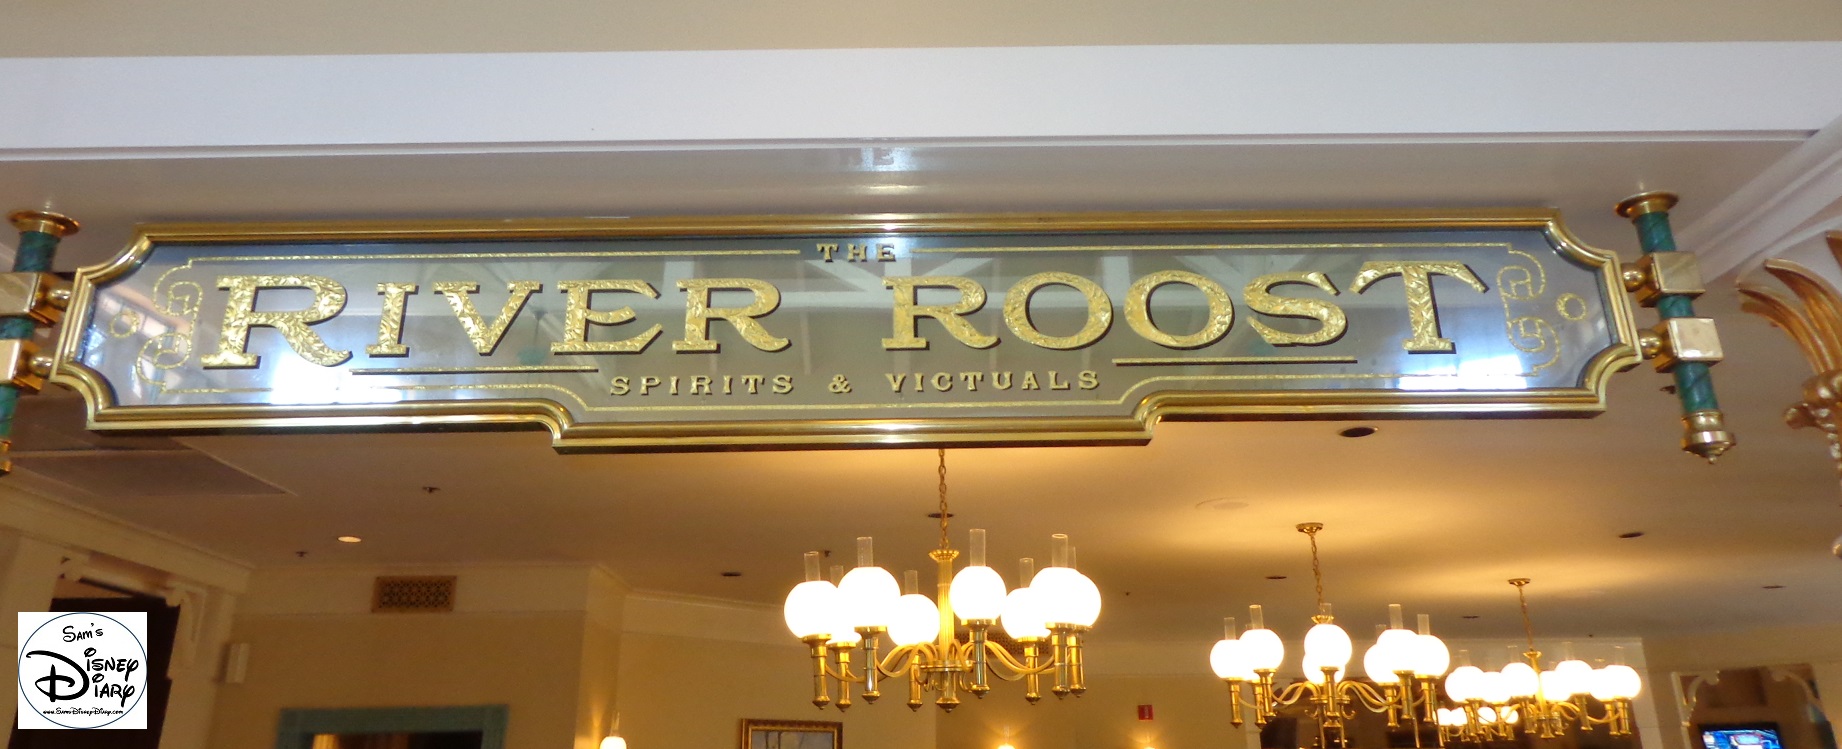 THE
RIVER ROOST
SPIRITS & VICTUALS
Sam's
Disney
Diary
www.SamsDisneyDiary.com